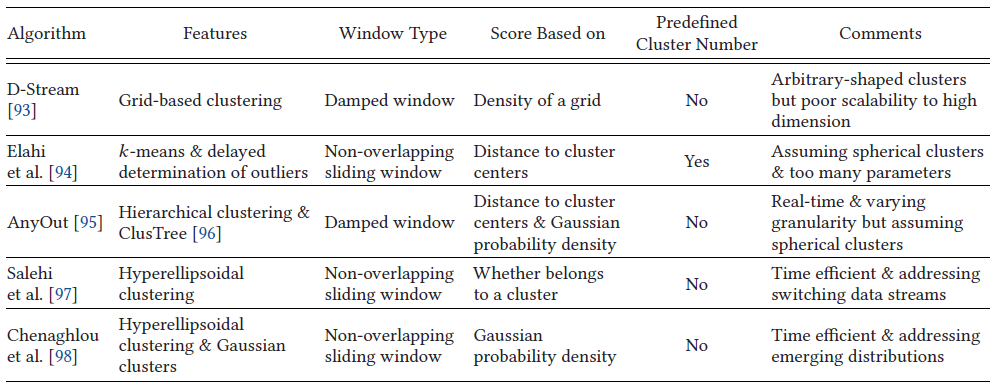 Algorithm Features Window Type Score Based on Predefined Cluster Number Comments
D-Stream [93] Grid-based clustering Damped window Density of a grid No Arbitrary-shaped clusters but poor scalability to high dimension
Elahi et al. [94] k-means & delayed determination of outliers Non-overlapping sliding window Distance to cluster centers Yes Assuming spherical clusters & too many parameters
AnyOut [95] Hierarchical clustering & ClusTree [96] Damped window Distance to cluster centers & Gaussian probability density No Real-time & varying granularity but assuming spherical clusters
Salehi et al. [97] Hyperellipsoidal clustering Non-overlapping sliding window Whether belongs to a cluster No Time efficient & addressing switching data streams
Chenaghlou et al. [98] Hyperellipsoidal clustering & Gaussian clusters Non-overlapping sliding window Gaussian probability density No Time efficient & addressing emerging distributions